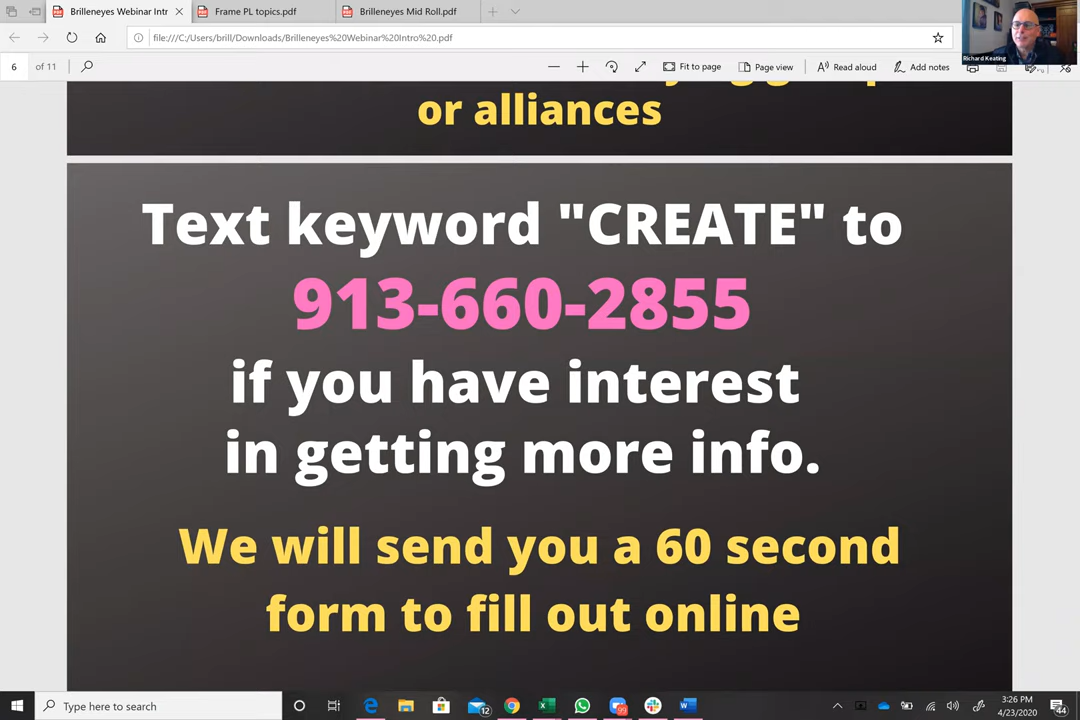 Brilleneyes Webinar Intr
Frame PL topics.pdf
Brilleneyes Mid Roll.pdf
file:///C:/Users/brill/Downloads/Brilleneyes%20Webinar%20Intro%20.pdf
Richard Keating
6 of 11
Fit to page
Page view
Read aloud
Add notes
or alliances
Text keyword "CREATE" to
913-660-2855
if you have interest
in getting more info.
We will send you a 60 second
form to fill out online
Type here to search
12
99
3:26 PM
4/23/2020
44